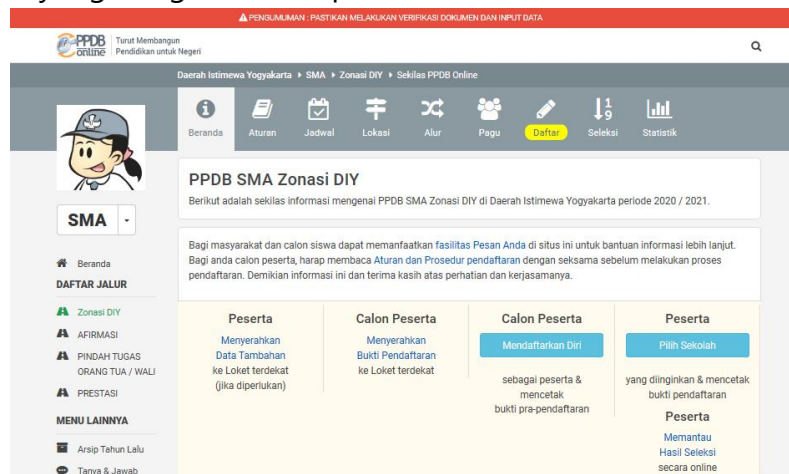 PENGUMUMAN : PASTIKAN MELAKUKAN VERIFIKASI DOKUMEN DAN INPUT DATA
PPDB online
Turut Membangun
Pendidikan untuk Negeri
Daerah Istimewa Yogyakarta SMA Zonasi DIY Sekilas PPDB Online
Beranda Aturan Jadwal Lokasi Alur Pagu Daftar Seleksi Statistik
SMA
Beranda
DAFTAR JALUR
Zonasi DIY
AFIRMASI
PINDAH TUGAS
ORANG TUA / WALI
PRESTASI
MENU LAINNYA
Arsip Tahun Lalu
Tanya & Jawab
PPDB SMA Zonasi DIY
Berikut adalah sekilas informasi mengenai PPDB SMA Zonasi DIY di Daerah Istimewa Yogyakarta periode 2020 / 2021.
Bagi masyarakat dan calon siswa dapat memanfaatkan fasilitas Pesan Anda di situs ini untuk bantuan informasi lebih lanjut.
Bagi anda calon peserta, harap membaca Aturan dan Prosedur pendaftaran dengan seksama sebelum melakukan proses
pendaftaran. Demikian informasi ini dan terima kasih atas perhatian dan kerjasamanya.
Peserta
Menyerahkan
Data Tambahan
ke Loket terdekat
(jika diperlukan)
Calon Peserta
Menyerahkan
Bukti Pendaftaran
ke Loket terdekat
Calon Peserta
Mendaftarkan Diri
sebagai peserta &
mencetak
bukti pra-pendaftaran
Peserta
Pilih Sekolah
yang diinginkan & mencetak
bukti pendaftaran
Peserta
Memantau
Hasil Seleksi
secara online